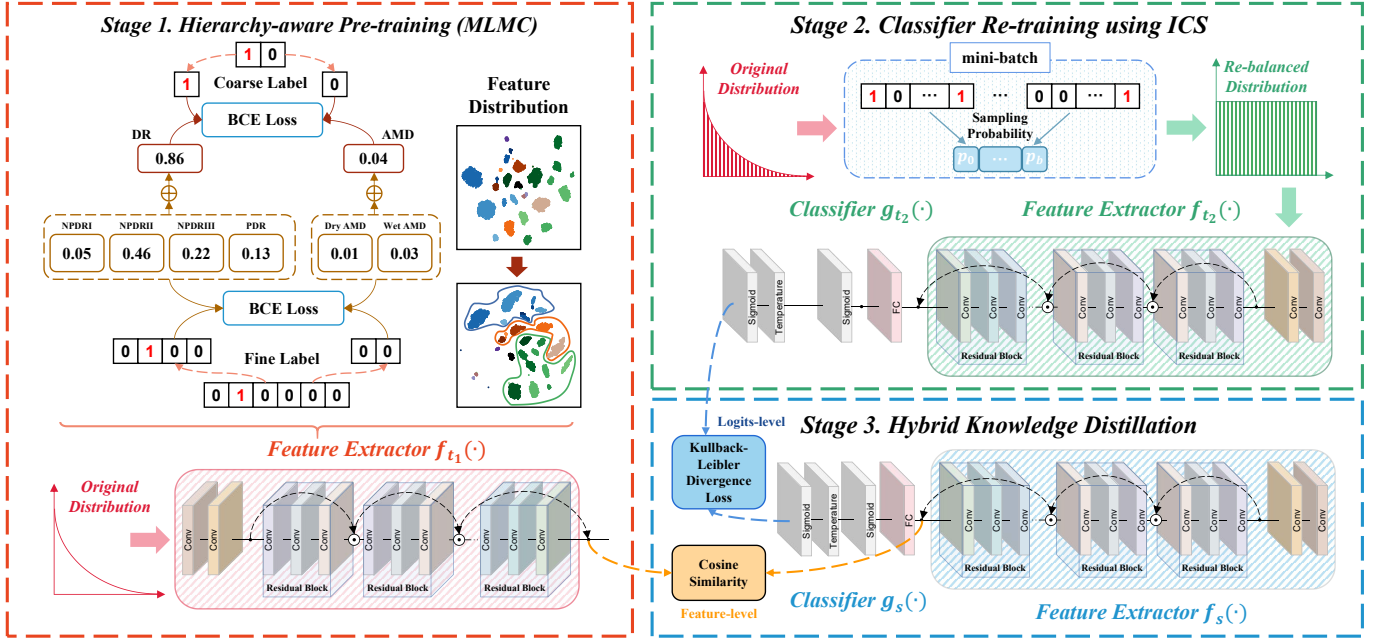 Stage 1. Hierarchy-aware Pre-training (MLMC)
1 0
1 Coarse Label 0
BCE Loss
DR AMD
0.86 0.04
NPDRI NPDRII NPDRIII PDR Dry AMD Wet AMD
0.05 0.46 0.22 0.13 0.01 0.03
BCE Loss
0 1 0 0 Fine Label 0 0
0 1 0 0 0 0
Feature
Distribution
Feature Extractor f_{t_1}(·)
Original
Distribution
Conv Conv Conv Conv Conv Conv Conv Conv Conv Conv Conv
Residual Block Residual Block Residual Block
Stage 2. Classifier Re-training using ICS
Original
Distribution
mini-batch
1 0 ··· 1 ··· 0 0 ··· 1
Sampling
Probability
p_0 ··· p_b
Re-balanced
Distribution
Classifier g_{t_2}(·) Feature Extractor f_{t_2}(·)
Sigmoid Temperature Sigmoid FC Conv Conv Conv Conv Conv Conv Conv Conv Conv Conv Conv
Residual Block Residual Block Residual Block
Stage 3. Hybrid Knowledge Distillation
Logits-level
Kullback-
Leibler
Divergence
Loss
Sigmoid Temperature Sigmoid FC Conv Conv Conv Conv Conv Conv Conv Conv Conv Conv Conv
Residual Block Residual Block Residual Block
Cosine
Similarity
Feature-level
Classifier g_s(·) Feature Extractor f_s(·)